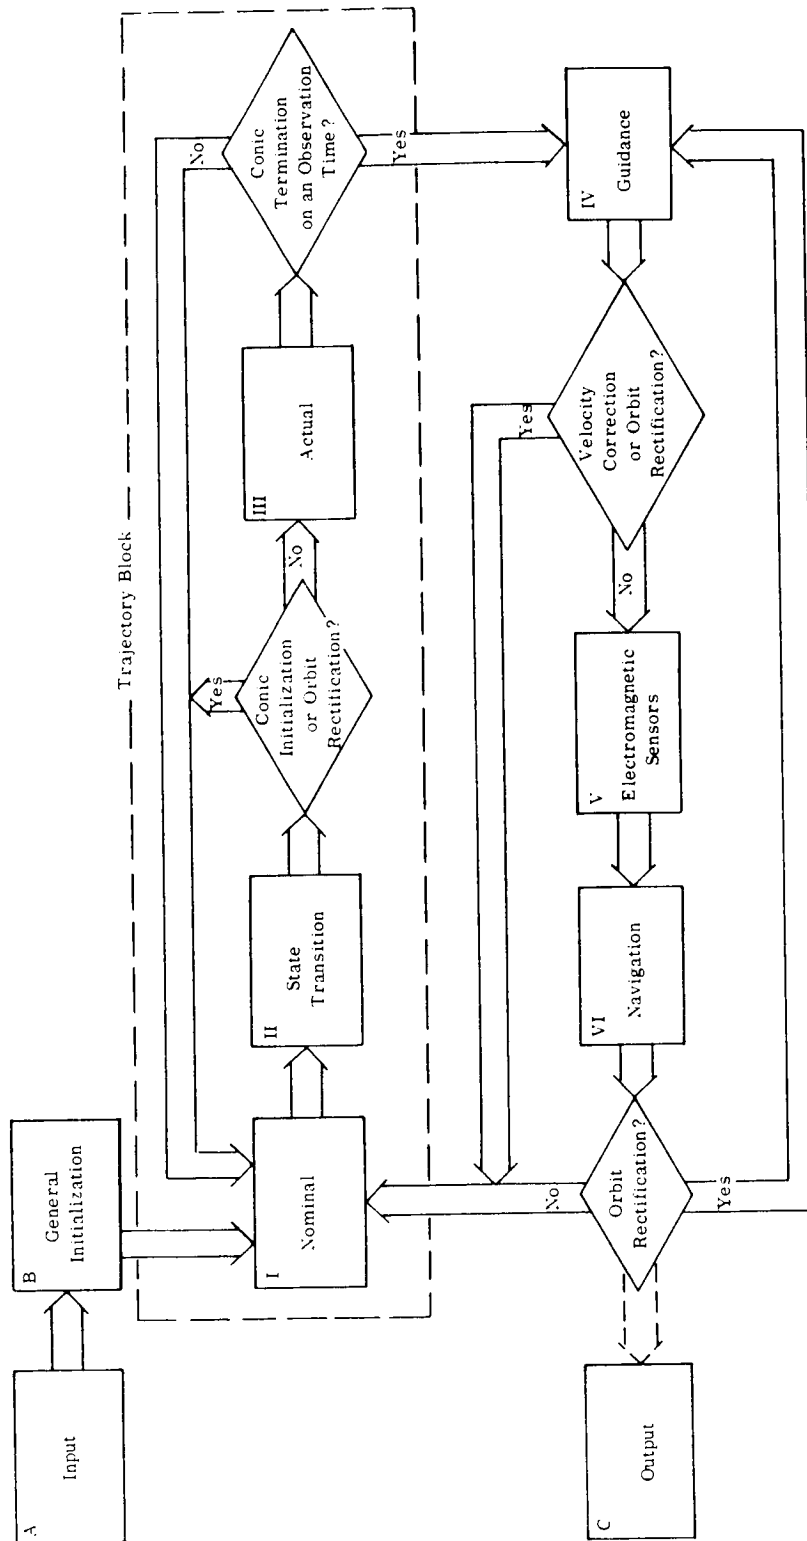 A
Input
B
General
Initialization
Trajectory Block
I
Nominal
II
State
Transition
Conic
Initialization
or Orbit
Rectification?
Yes
No
III
Actual
Conic
Termination
on an Observation
Time?
No
Yes
IV
Guidance
Velocity
Correction
or Orbit
Rectification?
Yes
No
V
Electromagnetic
Sensors
VI
Navigation
Orbit
Rectification?
No
Yes
C
Output